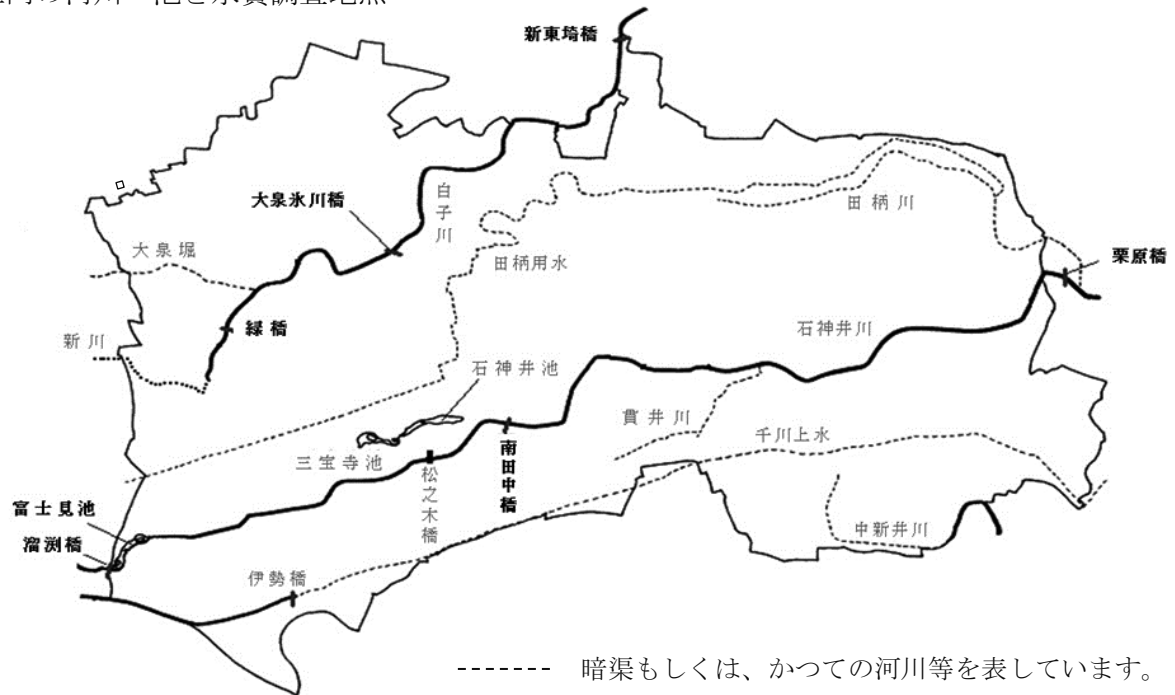 新東埼橋
大泉氷川橋
白子川
田柄川
大泉堀
田柄用水
栗原橋
緑橋
新川
石神井川
石神井池
貫井川
千川上水
三宝寺池
松之木橋
南田中橋
富士見池
溜渕橋
中新井川
伊勢橋
------- 暗渠もしくは、かつての河川等を表しています。